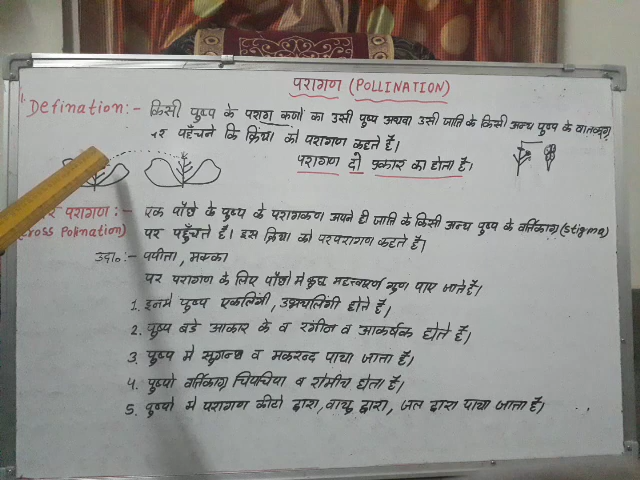 परागण (POLLINATION)
1. Defination:- किसी पुष्प के पराग कणों का उसी पुष्प अथवा उसी जाति के किसी अन्य पुष्प के वर्तिकाग्र
पर पहुँचने कि क्रिया को परागण कहते है।
परागण दो प्रकार का होता है।
पर परागण :- एक पौधे के पुष्प के परागकण अपने ही जाति के किसी अन्य पुष्प के वर्तिकाग्र (stigma)
(Cross Pollnation) पर पहुँचते है। इस क्रिया को परपरागण कहते है।
उदा०:- पपीता, मक्का
पर परागण के लिए पौधो मे कुछ महत्त्वपूर्ण गुण पाए जाते है।
1. इनमे पुष्प एकलिंगी, उभयलिंगी होते है,
2. पुष्प बडे आकार के व रंगीन व आकर्षक होते है,
3. पुष्प मे सुगन्ध व मकरन्द पाया जाता है।
4. पुष्पो वर्तिकाग्र चिपचिपा व रोमीय होता है।
5. पुष्पो मे परागण कीटो द्वारा, वायु द्वारा, जल द्वारा पाया जाता है।